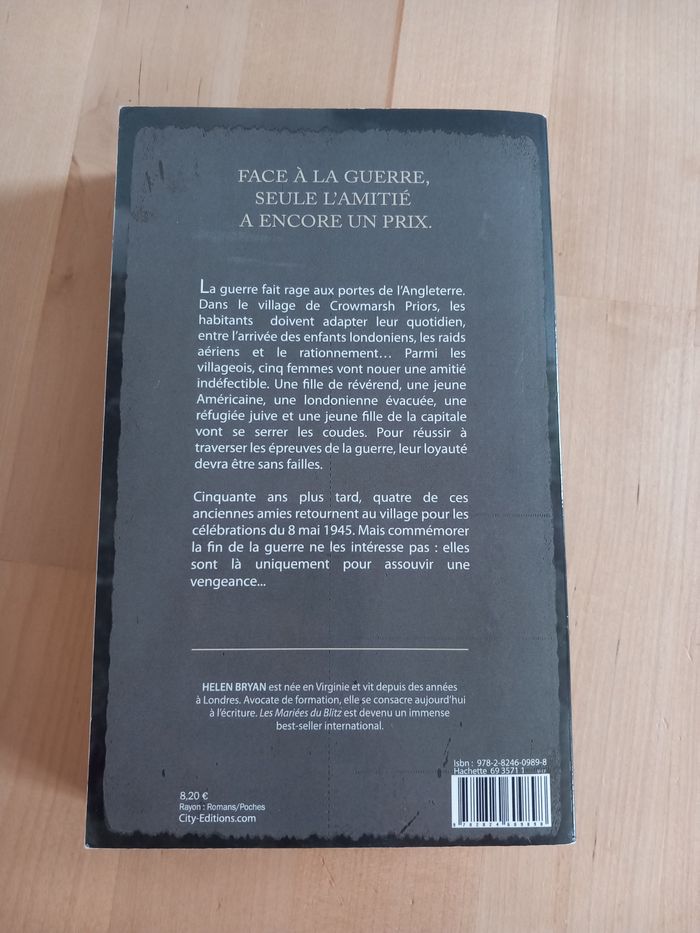 FACE À LA GUERRE,
SEULE L'AMITIÉ
A ENCORE UN PRIX.
La guerre fait rage aux portes de l'Angleterre.
Dans le village de Crowmarsh Priors, les
habitants doivent adapter leur quotidien,
entre l'arrivée des enfants londoniens, les raids
aériens et le rationnement... Parmi les
villageois, cinq femmes vont nouer une amitié
indéfectible. Une fille de révérend, une jeune
Américaine, une londonienne évacuée, une
réfugiée juive et une jeune fille de la capitale
vont se serrer les coudes. Pour réussir à
traverser les épreuves de la guerre, leur loyauté
devra être sans failles.
Cinquante ans plus tard, quatre de ces
anciennes amies retournent au village pour les
célébrations du 8 mai 1945. Mais commémorer
la fin de la guerre ne les intéresse pas : elles
sont là uniquement pour assouvir une
vengeance...
HELEN BRYAN est née en Virginie et vit depuis des années
à Londres. Avocate de formation, elle se consacre aujourd'hui
à l'écriture. Les Mariées du Blitz est devenu un immense
best-seller international.
8,20 €
Rayon : Romans/Poches
City-Editions.com
Isbn : 978-2-8246-0989-8
Hachette 69 3571 1
9 782824 609898